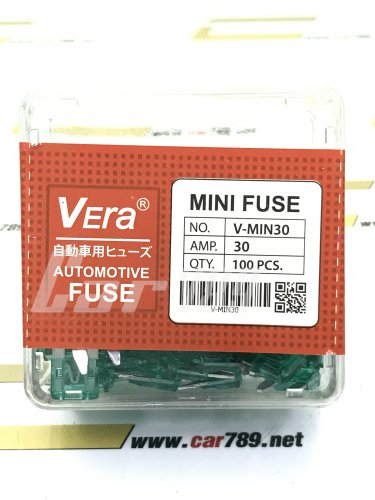 Vera®
自動車用ヒューズ
AUTOMOTIVE
FUSE
MINI FUSE
NO. V-MIN30
AMP. 30
QTY. 100 PCS.
V-MIN30
www.car789.net